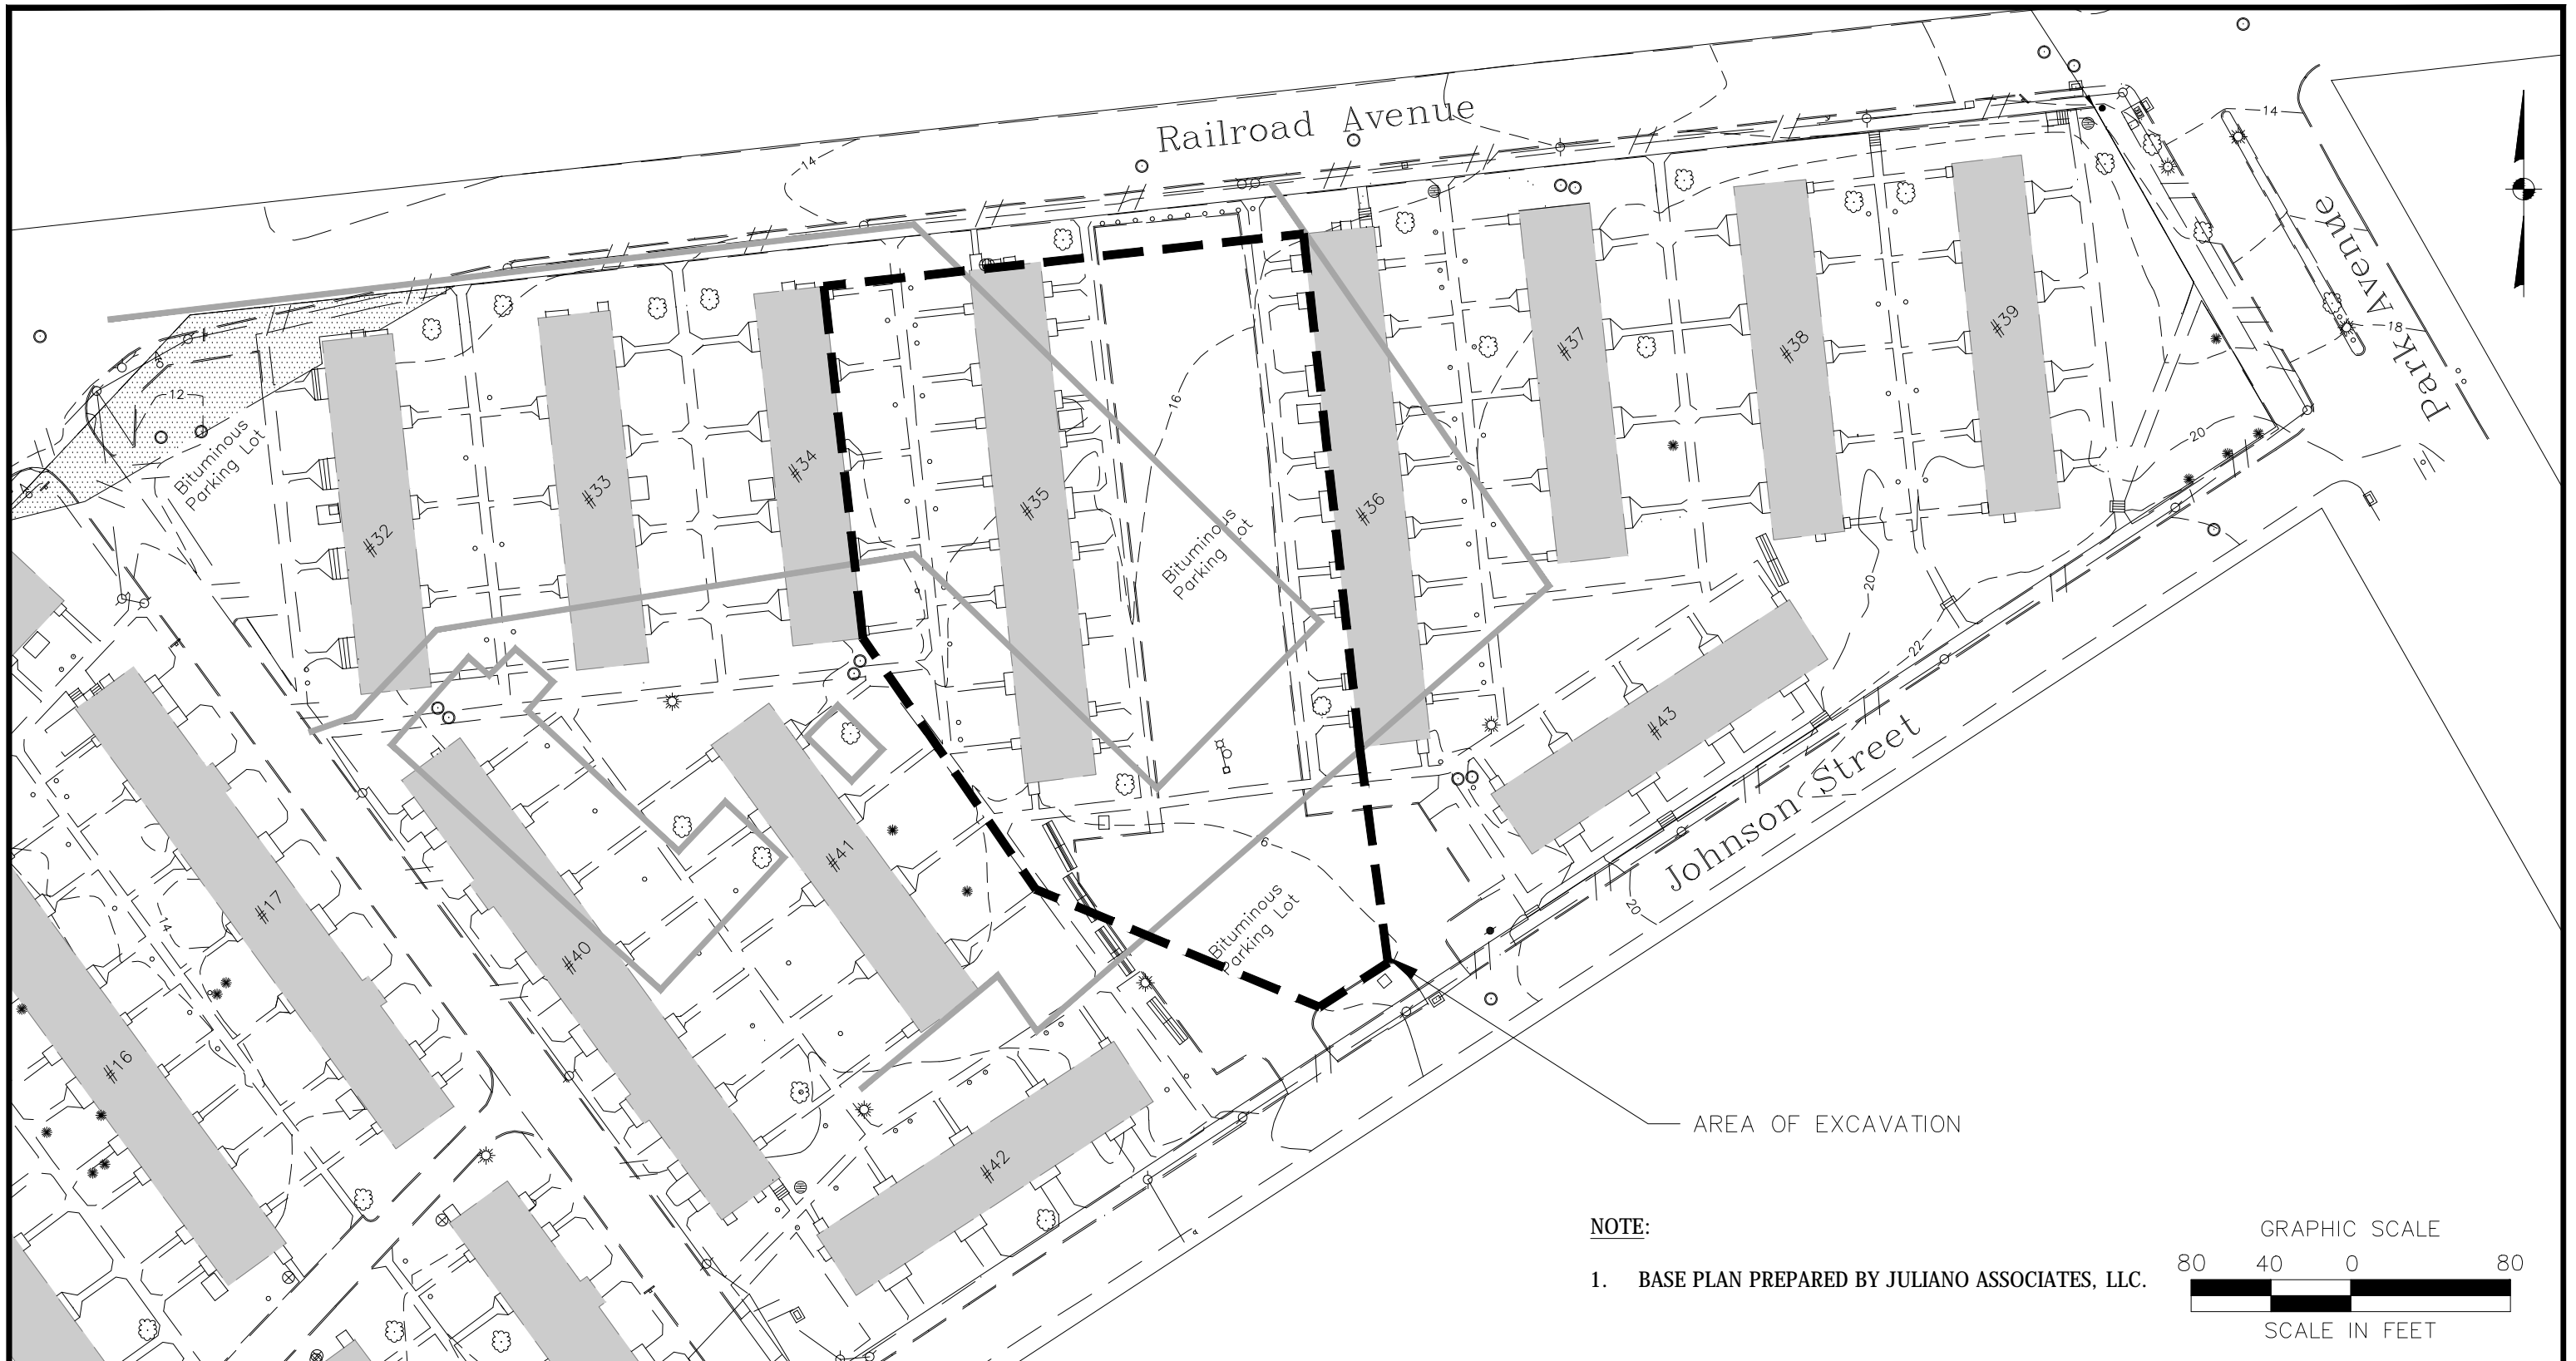 Railroad Avenue
14
14
Park Avenue
18
12
Bituminous
Parking Lot
#32
#33
#34
#35
16
Bituminous
Parking Lot
#36
#37
#38
#39
20
20
22
#43
Johnson Street
20
#17
14
#16
#40
#41
#42
6
Bituminous
Parking Lot
AREA OF EXCAVATION
NOTE:
1. BASE PLAN PREPARED BY JULIANO ASSOCIATES, LLC.
GRAPHIC SCALE
80 40 0 80
SCALE IN FEET